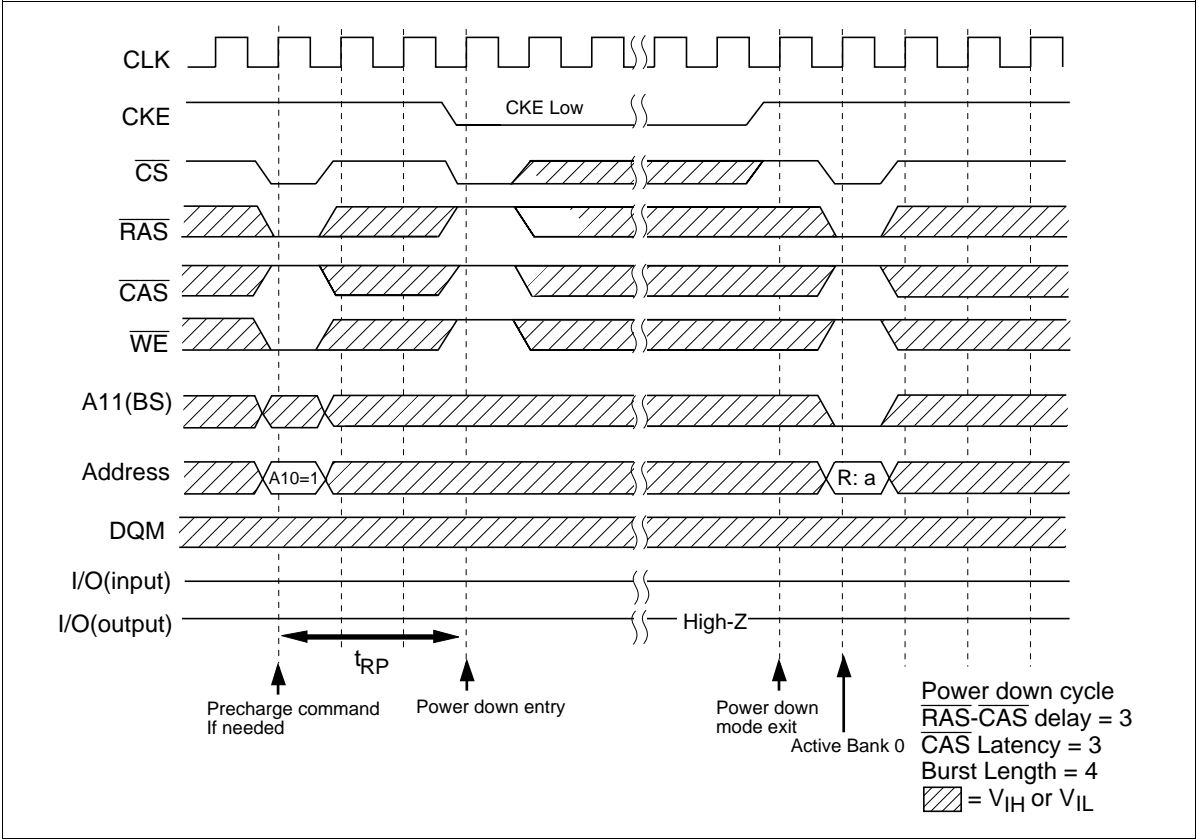 CLK
CKE
CKE Low
CS
RAS
CAS
WE
A11(BS)
Address
A10=1
R: a
DQM
I/O(input)
I/O(output)
High-Z
tRP
Precharge command
If needed
Power down entry
Power down
mode exit
Active Bank 0
Power down cycle
RAS-CAS delay = 3
CAS Latency = 3
Burst Length = 4
= VIH or VIL